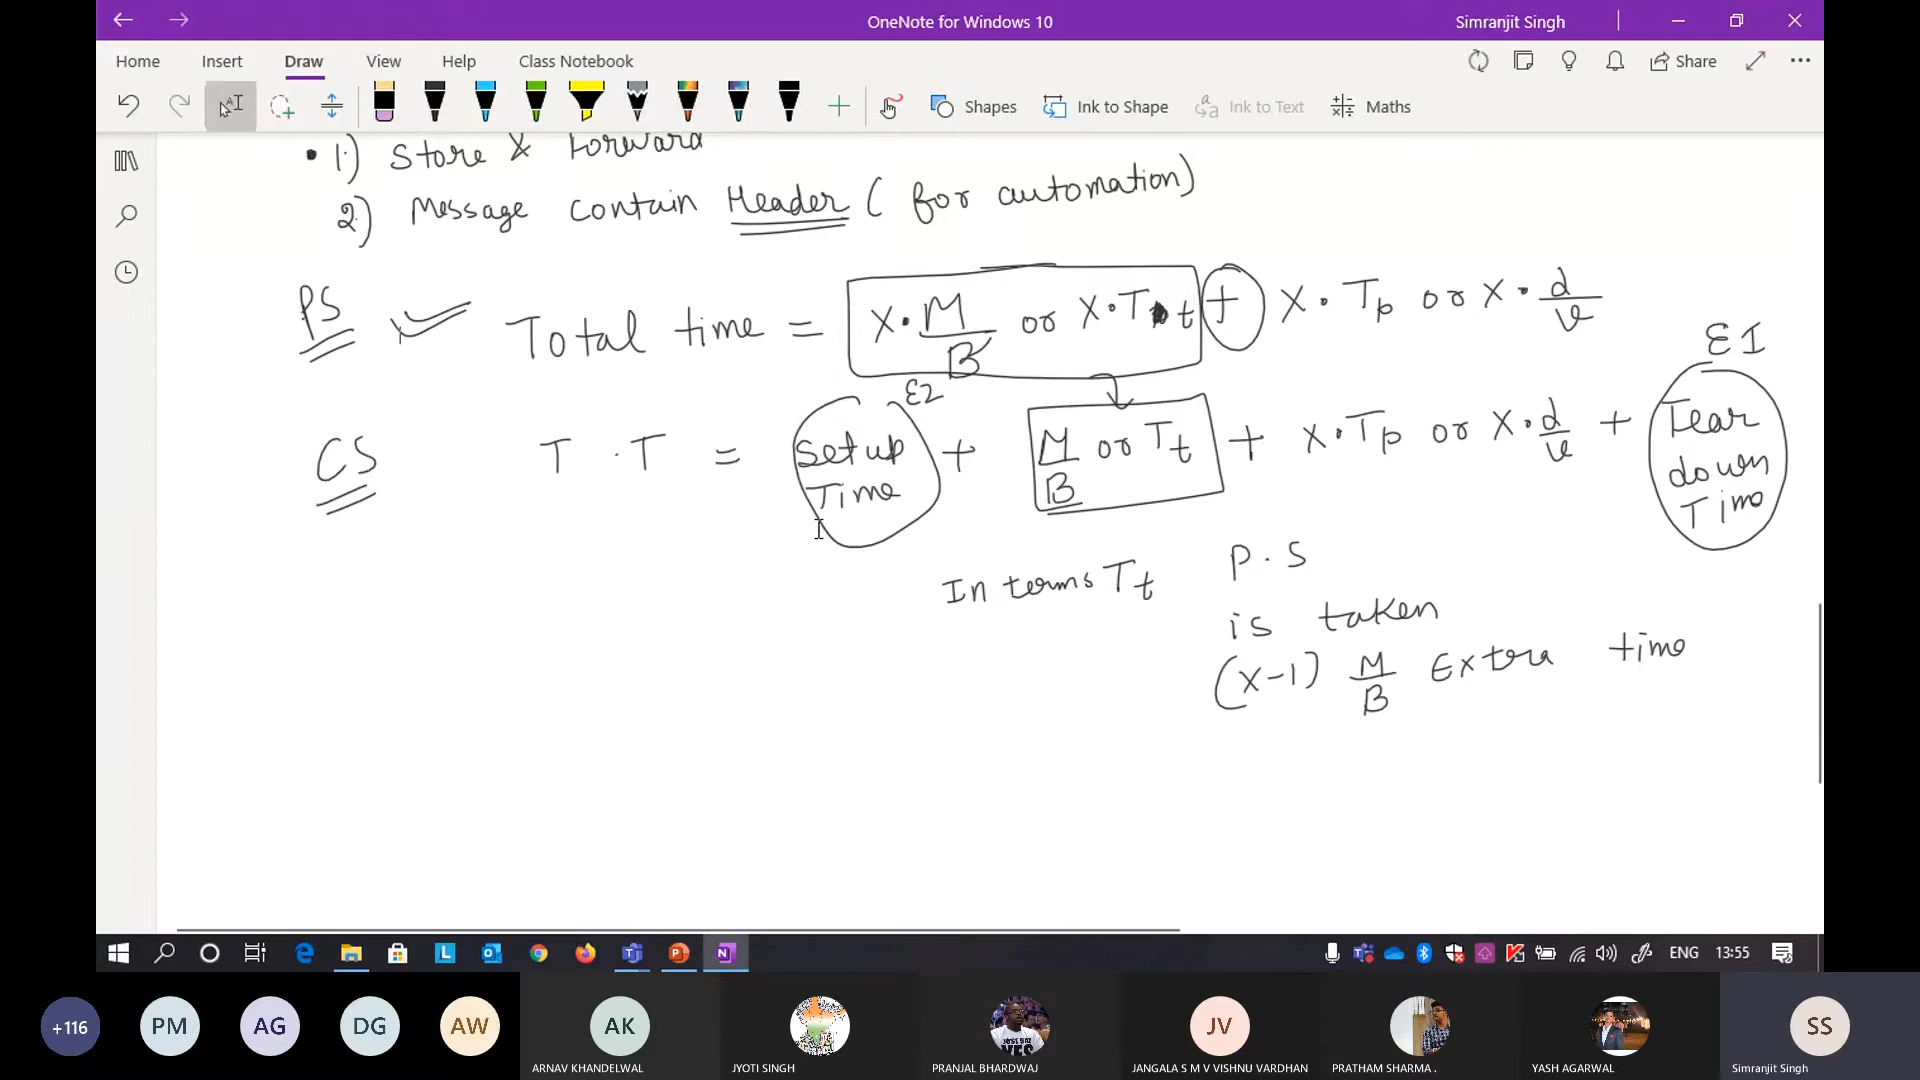 OneNote for Windows 10
Simranjit Singh
Home Insert Draw View Help Class Notebook
Share
Shapes Ink to Shape Ink to Text Maths
• 1) Store & Forward
2) Message contain Header ( for automation)
PS Total time = X · M/B or X · Tt + X · Tp or X · d/v
CS T . T = Setup Time E2 + M/B or Tt + X · Tp or X · d/v + Tear down Time E1
In terms Tt P.S
is taken
(X-1) M/B Extra time
ENG 13:55
+116 PM AG DG AW AK JV SS
ARNAV KHANDELWAL JYOTI SINGH PRANJAL BHARDWAJ JANGALA S M V VISHNU VARDHAN PRATHAM SHARMA . YASH AGARWAL Simranjit Singh